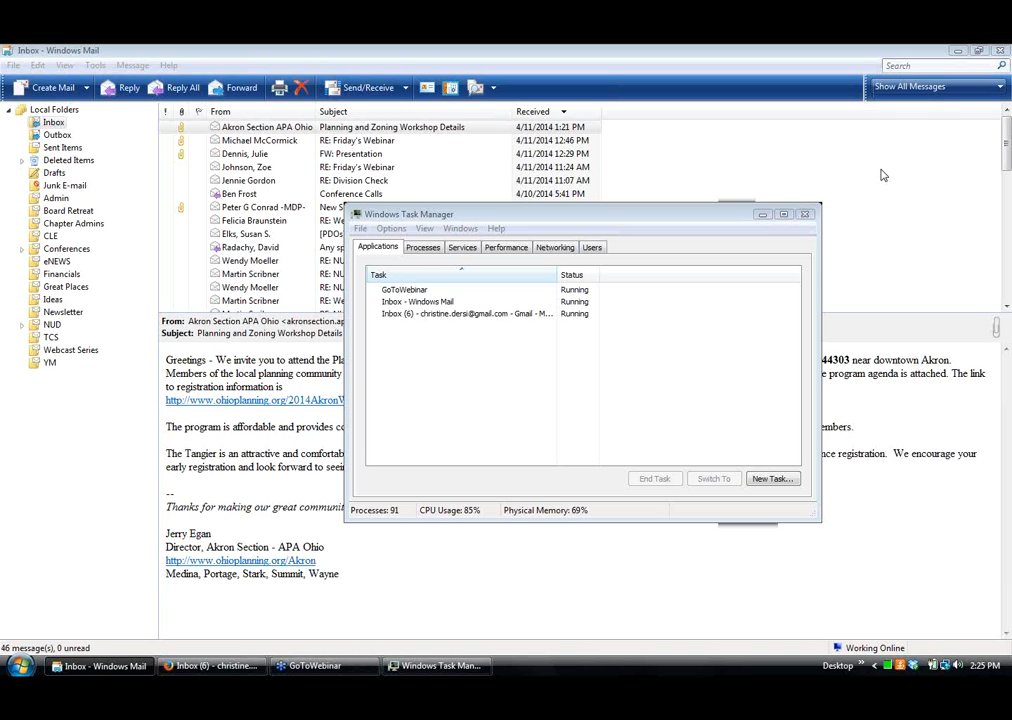 Inbox - Windows Mail
File Edit View Tools Message Help
Search
Create Mail Reply Reply All Forward Send/Receive
Show All Messages
Local Folders
Inbox
Outbox
Sent Items
Deleted Items
Drafts
Junk E-mail
Admin
Board Retreat
Chapter Admins
CLE
Conferences
eNEWS
Financials
Great Places
Ideas
Newsletter
NUD
TCS
Webcast Series
YM
! From Subject Received
Akron Section APA Ohio Planning and Zoning Workshop Details 4/11/2014 1:21 PM
Michael McCormick RE: Friday's Webinar 4/11/2014 12:46 PM
Dennis, Julie FW: Presentation 4/11/2014 12:29 PM
Johnson, Zoe RE: Friday's Webinar 4/11/2014 11:24 AM
Jennie Gordon RE: Division Check 4/11/2014 11:07 AM
Ben Frost Conference Calls 4/10/2014 5:41 PM
Peter G Conrad -MDP- New S
Felicia Braunstein RE: We
Elks, Susan S. [PDO
Radachy, David Any sp
Wendy Moeller RE: We
Martin Scribner RE: We
Wendy Moeller RE: We
Martin Scribner RE: We
Windows Task Manager
File Options View Windows Help
Applications Processes Services Performance Networking Users
Task Status
GoToWebinar Running
Inbox - Windows Mail Running
Inbox (6) - christine.dersi@gmail.com - Gmail - M... Running
End Task Switch To New Task...
Processes: 91 CPU Usage: 85% Physical Memory: 69%
From: Akron Section APA Ohio <akronsection.ap
Subject: Planning and Zoning Workshop Details
Greetings - We invite you to attend the Pla 44303 near downtown Akron.
Members of the local planning community e program agenda is attached. The link
to registration information is
http://www.ohioplanning.org/2014AkronW
The program is affordable and provides co embers.
The Tangier is an attractive and comfortab nce registration. We encourage your
early registration and look forward to seei
--
Thanks for making our great communit
Jerry Egan
Director, Akron Section - APA Ohio
http://www.ohioplanning.org/Akron
Medina, Portage, Stark, Summit, Wayne
46 message(s), 0 unread
Working Online
Inbox - Windows Mail Inbox (6) - christine.... GoToWebinar Windows Task Man... Desktop » < 2:25 PM